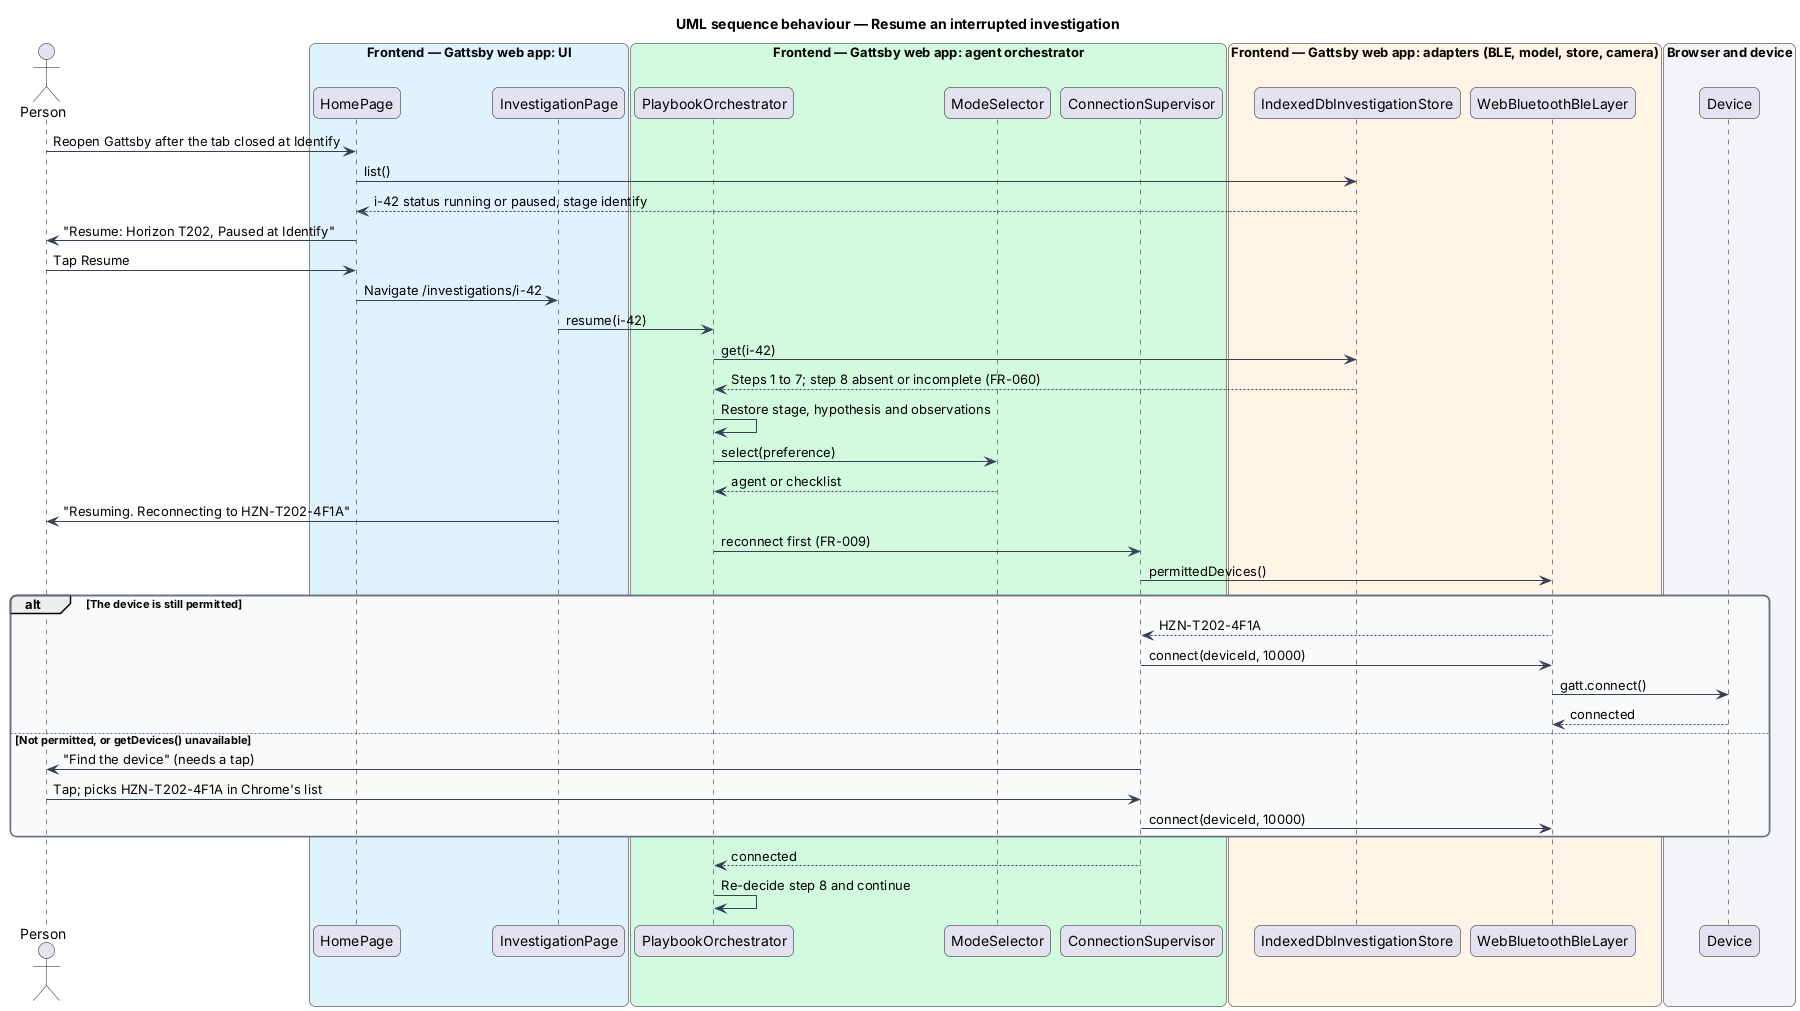 UML sequence behaviour — Resume an interrupted investigation
Frontend — Gattsby web app: UI
Frontend — Gattsby web app: agent orchestrator
Frontend — Gattsby web app: adapters (BLE, model, store, camera)
Browser and device
Person
HomePage
InvestigationPage
PlaybookOrchestrator
ModeSelector
ConnectionSupervisor
IndexedDbInvestigationStore
WebBluetoothBleLayer
Device
Reopen Gattsby after the tab closed at Identify
list()
i-42 status running or paused, stage identify
"Resume: Horizon T202, Paused at Identify"
Tap Resume
Navigate /investigations/i-42
resume(i-42)
get(i-42)
Steps 1 to 7; step 8 absent or incomplete (FR-060)
Restore stage, hypothesis and observations
select(preference)
agent or checklist
"Resuming. Reconnecting to HZN-T202-4F1A"
reconnect first (FR-009)
permittedDevices()
alt
[The device is still permitted]
HZN-T202-4F1A
connect(deviceId, 10000)
gatt.connect()
connected
[Not permitted, or getDevices() unavailable]
"Find the device" (needs a tap)
Tap; picks HZN-T202-4F1A in Chrome's list
connect(deviceId, 10000)
connected
Re-decide step 8 and continue
Person
HomePage
InvestigationPage
PlaybookOrchestrator
ModeSelector
ConnectionSupervisor
IndexedDbInvestigationStore
WebBluetoothBleLayer
Device